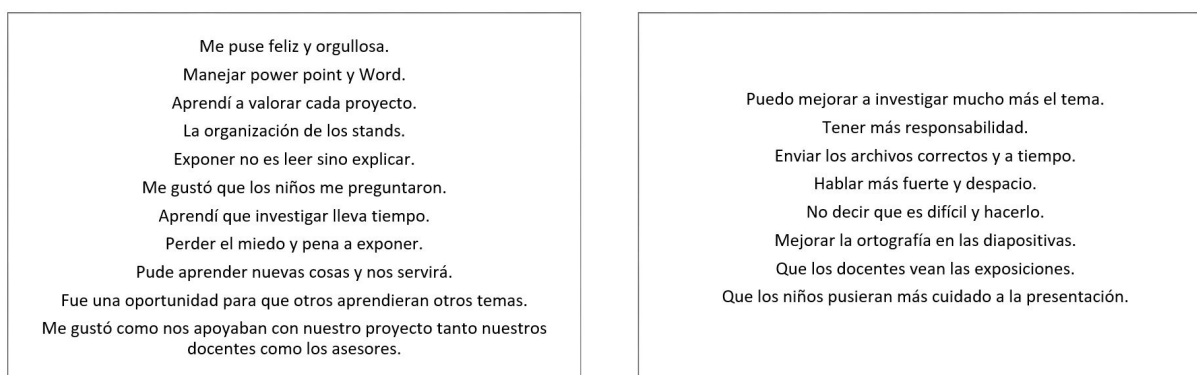 Me puse feliz y orgullosa.
Manejar power point y Word.
Aprendí a valorar cada proyecto.
La organización de los stands.
Exponer no es leer sino explicar.
Me gustó que los niños me preguntaron.
Aprendí que investigar lleva tiempo.
Perder el miedo y pena a exponer.
Pude aprender nuevas cosas y nos servirá.
Fue una oportunidad para que otros aprendieran otros temas.
Me gustó como nos apoyaban con nuestro proyecto tanto nuestros
docentes como los asesores.
Puedo mejorar a investigar mucho más el tema.
Tener más responsabilidad.
Enviar los archivos correctos y a tiempo.
Hablar más fuerte y despacio.
No decir que es difícil y hacerlo.
Mejorar la ortografía en las diapositivas.
Que los docentes vean las exposiciones.
Que los niños pusieran más cuidado a la presentación.